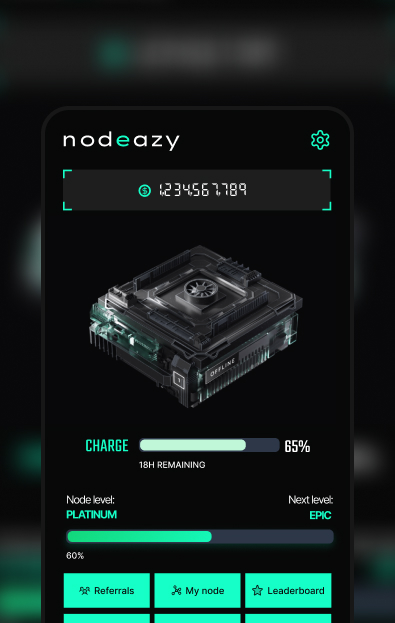 nodeazy
1,234,567,789
OFFLINE
1
CHARGE 65%
18H REMAINING
Node level: Next level:
PLATINUM EPIC
60%
Referrals My node Leaderboard